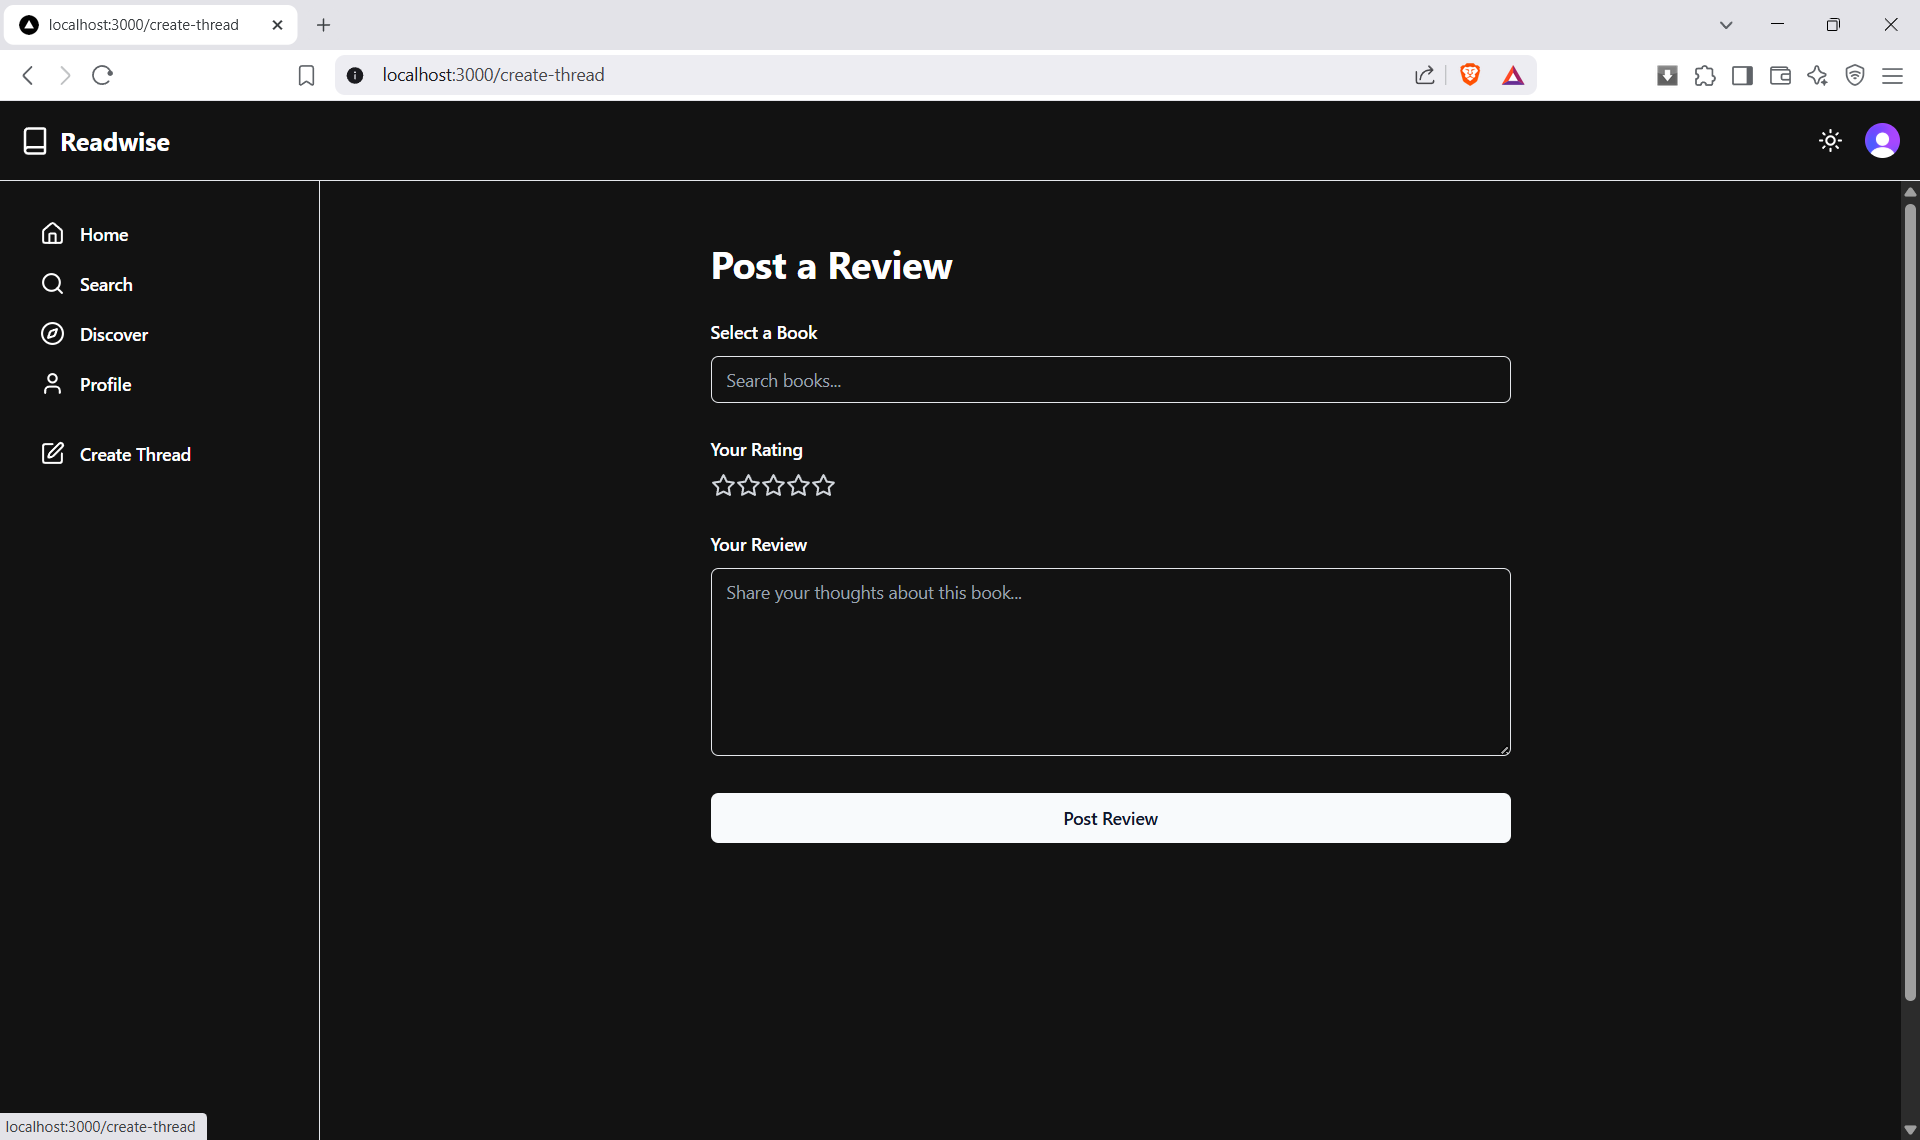 localhost:3000/create-thread
localhost:3000/create-thread
Readwise
Home
Search
Discover
Profile
Create Thread
Post a Review
Select a Book
Search books...
Your Rating
Your Review
Share your thoughts about this book...
Post Review
localhost:3000/create-thread